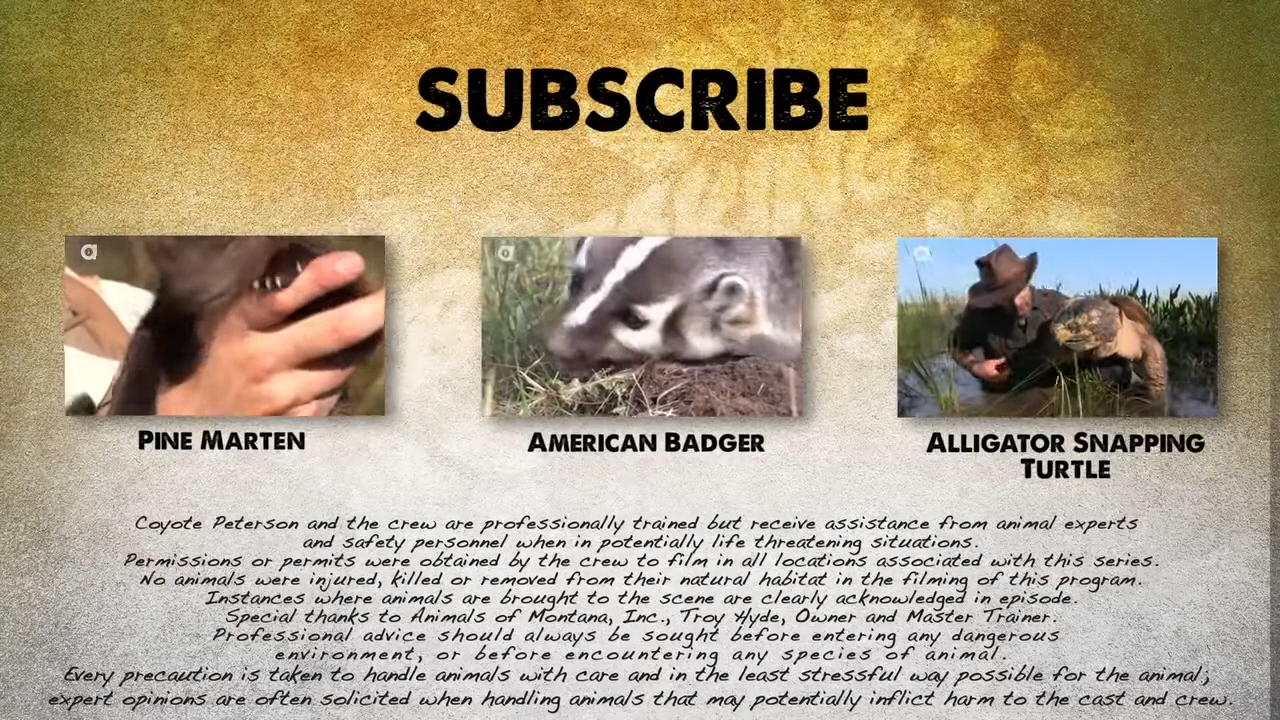 SUBSCRIBE
PINE MARTEN
AMERICAN BADGER
ALLIGATOR SNAPPING
TURTLE
Coyote Peterson and the crew are professionally trained but receive assistance from animal experts
and safety personnel when in potentially life threatening situations.
Permissions or permits were obtained by the crew to film in all locations associated with this series.
No animals were injured, killed or removed from their natural habitat in the filming of this program.
Instances where animals are brought to the scene are clearly acknowledged in episode.
Special thanks to Animals of Montana, Inc., Troy Hyde, Owner and Master Trainer.
Professional advice should always be sought before entering any dangerous
environment, or before encountering any species of animal.
Every precaution is taken to handle animals with care and in the least stressful way possible for the animal;
expert opinions are often solicited when handling animals that may potentially inflict harm to the cast and crew.